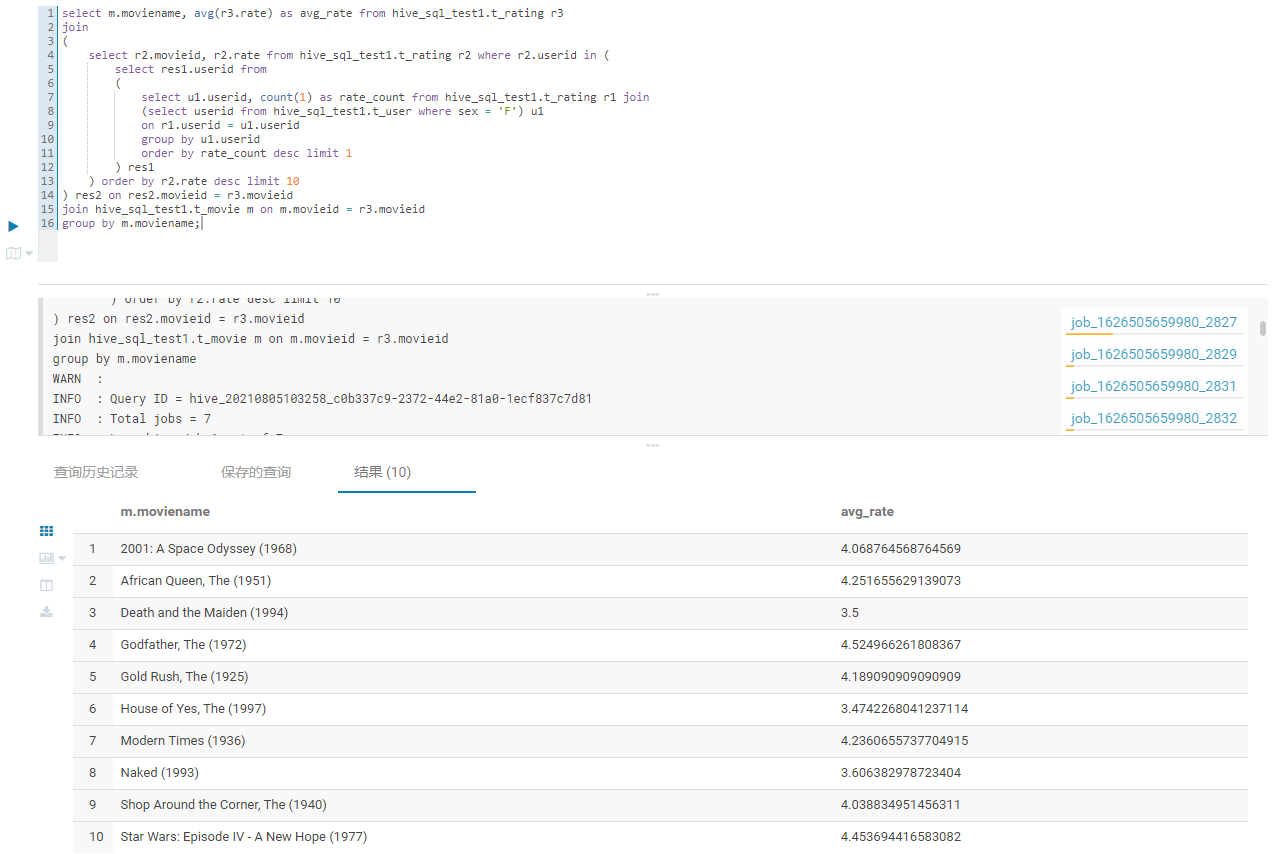 1 select m.moviename, avg(r3.rate) as avg_rate from hive_sql_test1.t_rating r3
2 join
3 (
4     select r2.movieid, r2.rate from hive_sql_test1.t_rating r2 where r2.userid in (
5         select res1.userid from
6         (
7             select u1.userid, count(1) as rate_count from hive_sql_test1.t_rating r1 join
8             (select userid from hive_sql_test1.t_user where sex = 'F') u1
9             on r1.userid = u1.userid
10             group by u1.userid
11             order by rate_count desc limit 1
12         ) res1
13     ) order by r2.rate desc limit 10
14 ) res2 on res2.movieid = r3.movieid
15 join hive_sql_test1.t_movie m on m.movieid = r3.movieid
16 group by m.moviename;
) order by r2.rate desc limit 10
) res2 on res2.movieid = r3.movieid
join hive_sql_test1.t_movie m on m.movieid = r3.movieid
group by m.moviename
WARN  :
INFO  : Query ID = hive_20210805103258_c0b337c9-2372-44e2-81a0-1ecf837c7d81
INFO  : Total jobs = 7
job_1626505659980_2827
job_1626505659980_2829
job_1626505659980_2831
job_1626505659980_2832
查询历史记录 保存的查询 结果 (10)
m.moviename avg_rate
1 2001: A Space Odyssey (1968) 4.068764568764569
2 African Queen, The (1951) 4.251655629139073
3 Death and the Maiden (1994) 3.5
4 Godfather, The (1972) 4.524966261808367
5 Gold Rush, The (1925) 4.189090909090909
6 House of Yes, The (1997) 3.4742268041237114
7 Modern Times (1936) 4.2360655737704915
8 Naked (1993) 3.606382978723404
9 Shop Around the Corner, The (1940) 4.038834951456311
10 Star Wars: Episode IV - A New Hope (1977) 4.453694416583082